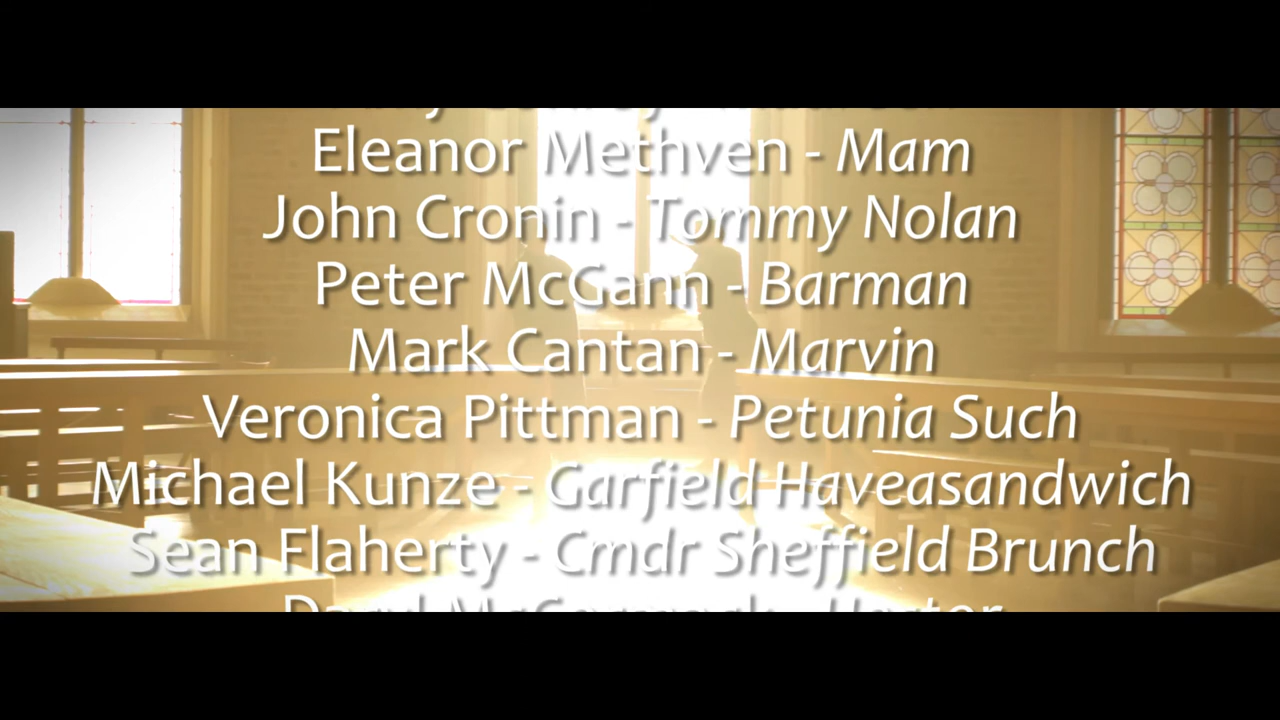 Eleanor Methven - Mam
John Cronin - Tommy Nolan
Peter McGann - Barman
Mark Cantan - Marvin
Veronica Pittman - Petunia Such
Michael Kunze - Garfield Haveasandwich
Sean Flaherty - Cmdr Sheffield Brunch